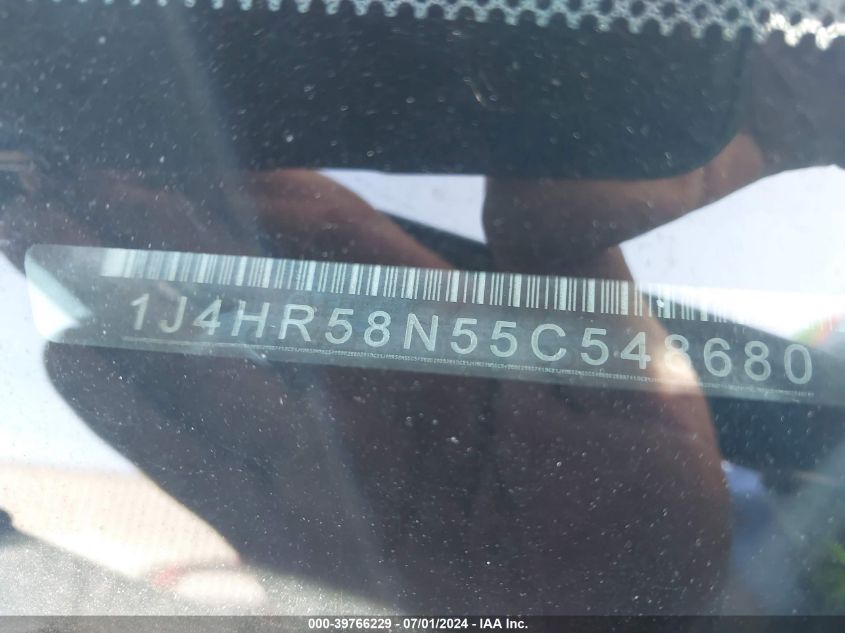 1J4HR58N55C548680
000-39766229 - 07/01/2024 - IAA Inc.